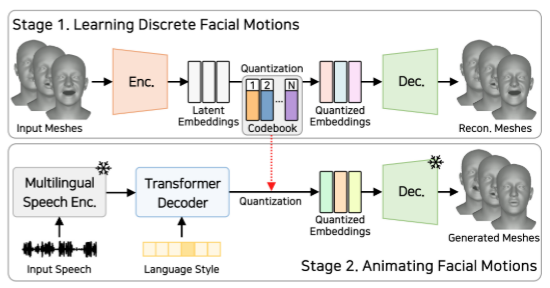 Stage 1. Learning Discrete Facial Motions
Quantization
Enc.
1 2 ... N
Dec.
Input Meshes
Latent
Embeddings
Codebook
Quantized
Embeddings
Recon. Meshes
Multilingual
Speech Enc.
Transformer
Decoder
Quantization
Dec.
Quantized
Embeddings
Generated Meshes
Input Speech
Language Style
Stage 2. Animating Facial Motions